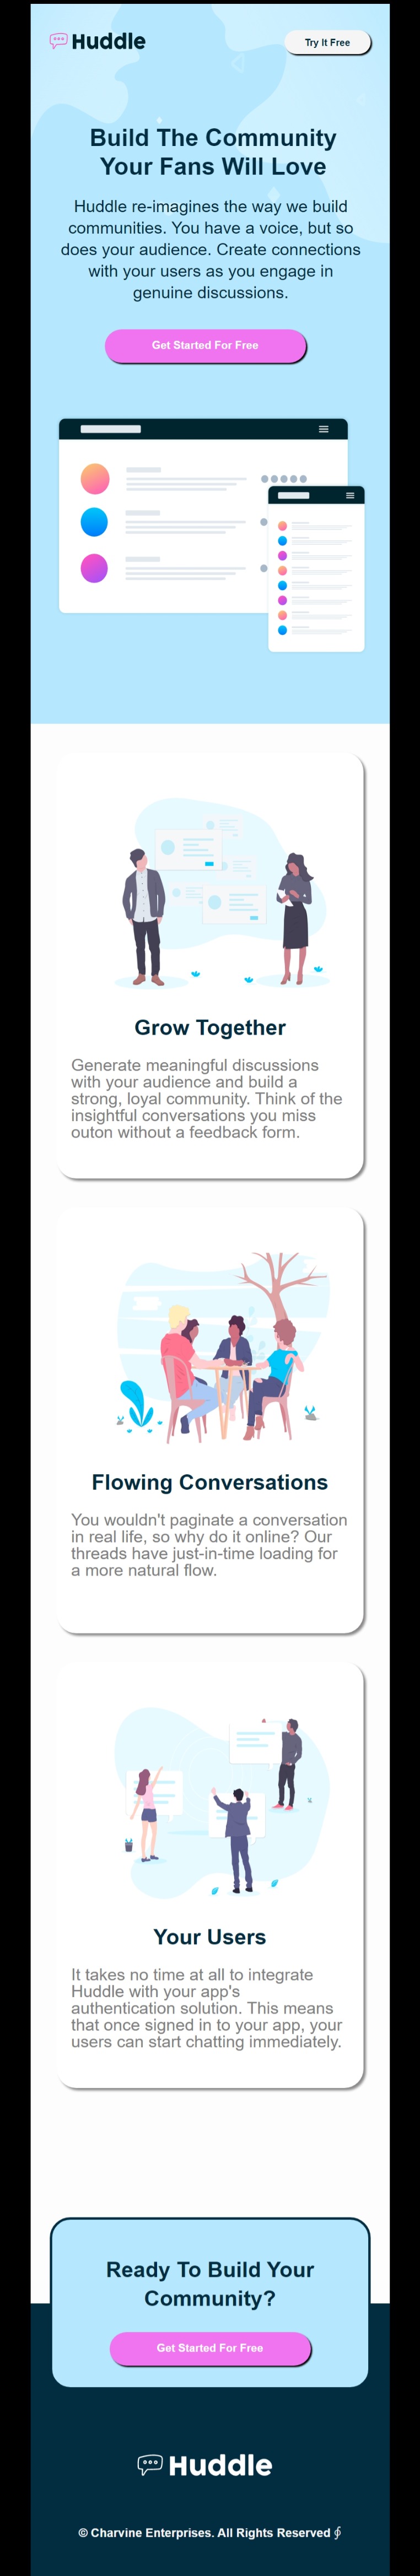 Huddle
Try It Free
Build The Community
Your Fans Will Love
Huddle re-imagines the way we build
communities. You have a voice, but so
does your audience. Create connections
with your users as you engage in
genuine discussions.
Get Started For Free
Grow Together
Generate meaningful discussions
with your audience and build a
strong, loyal community. Think of the
insightful conversations you miss
outon without a feedback form.
Flowing Conversations
You wouldn't paginate a conversation
in real life, so why do it online? Our
threads have just-in-time loading for
a more natural flow.
Your Users
It takes no time at all to integrate
Huddle with your app's
authentication solution. This means
that once signed in to your app, your
users can start chatting immediately.
Ready To Build Your
Community?
Get Started For Free
Huddle
© Charvine Enterprises. All Rights Reserved ∮